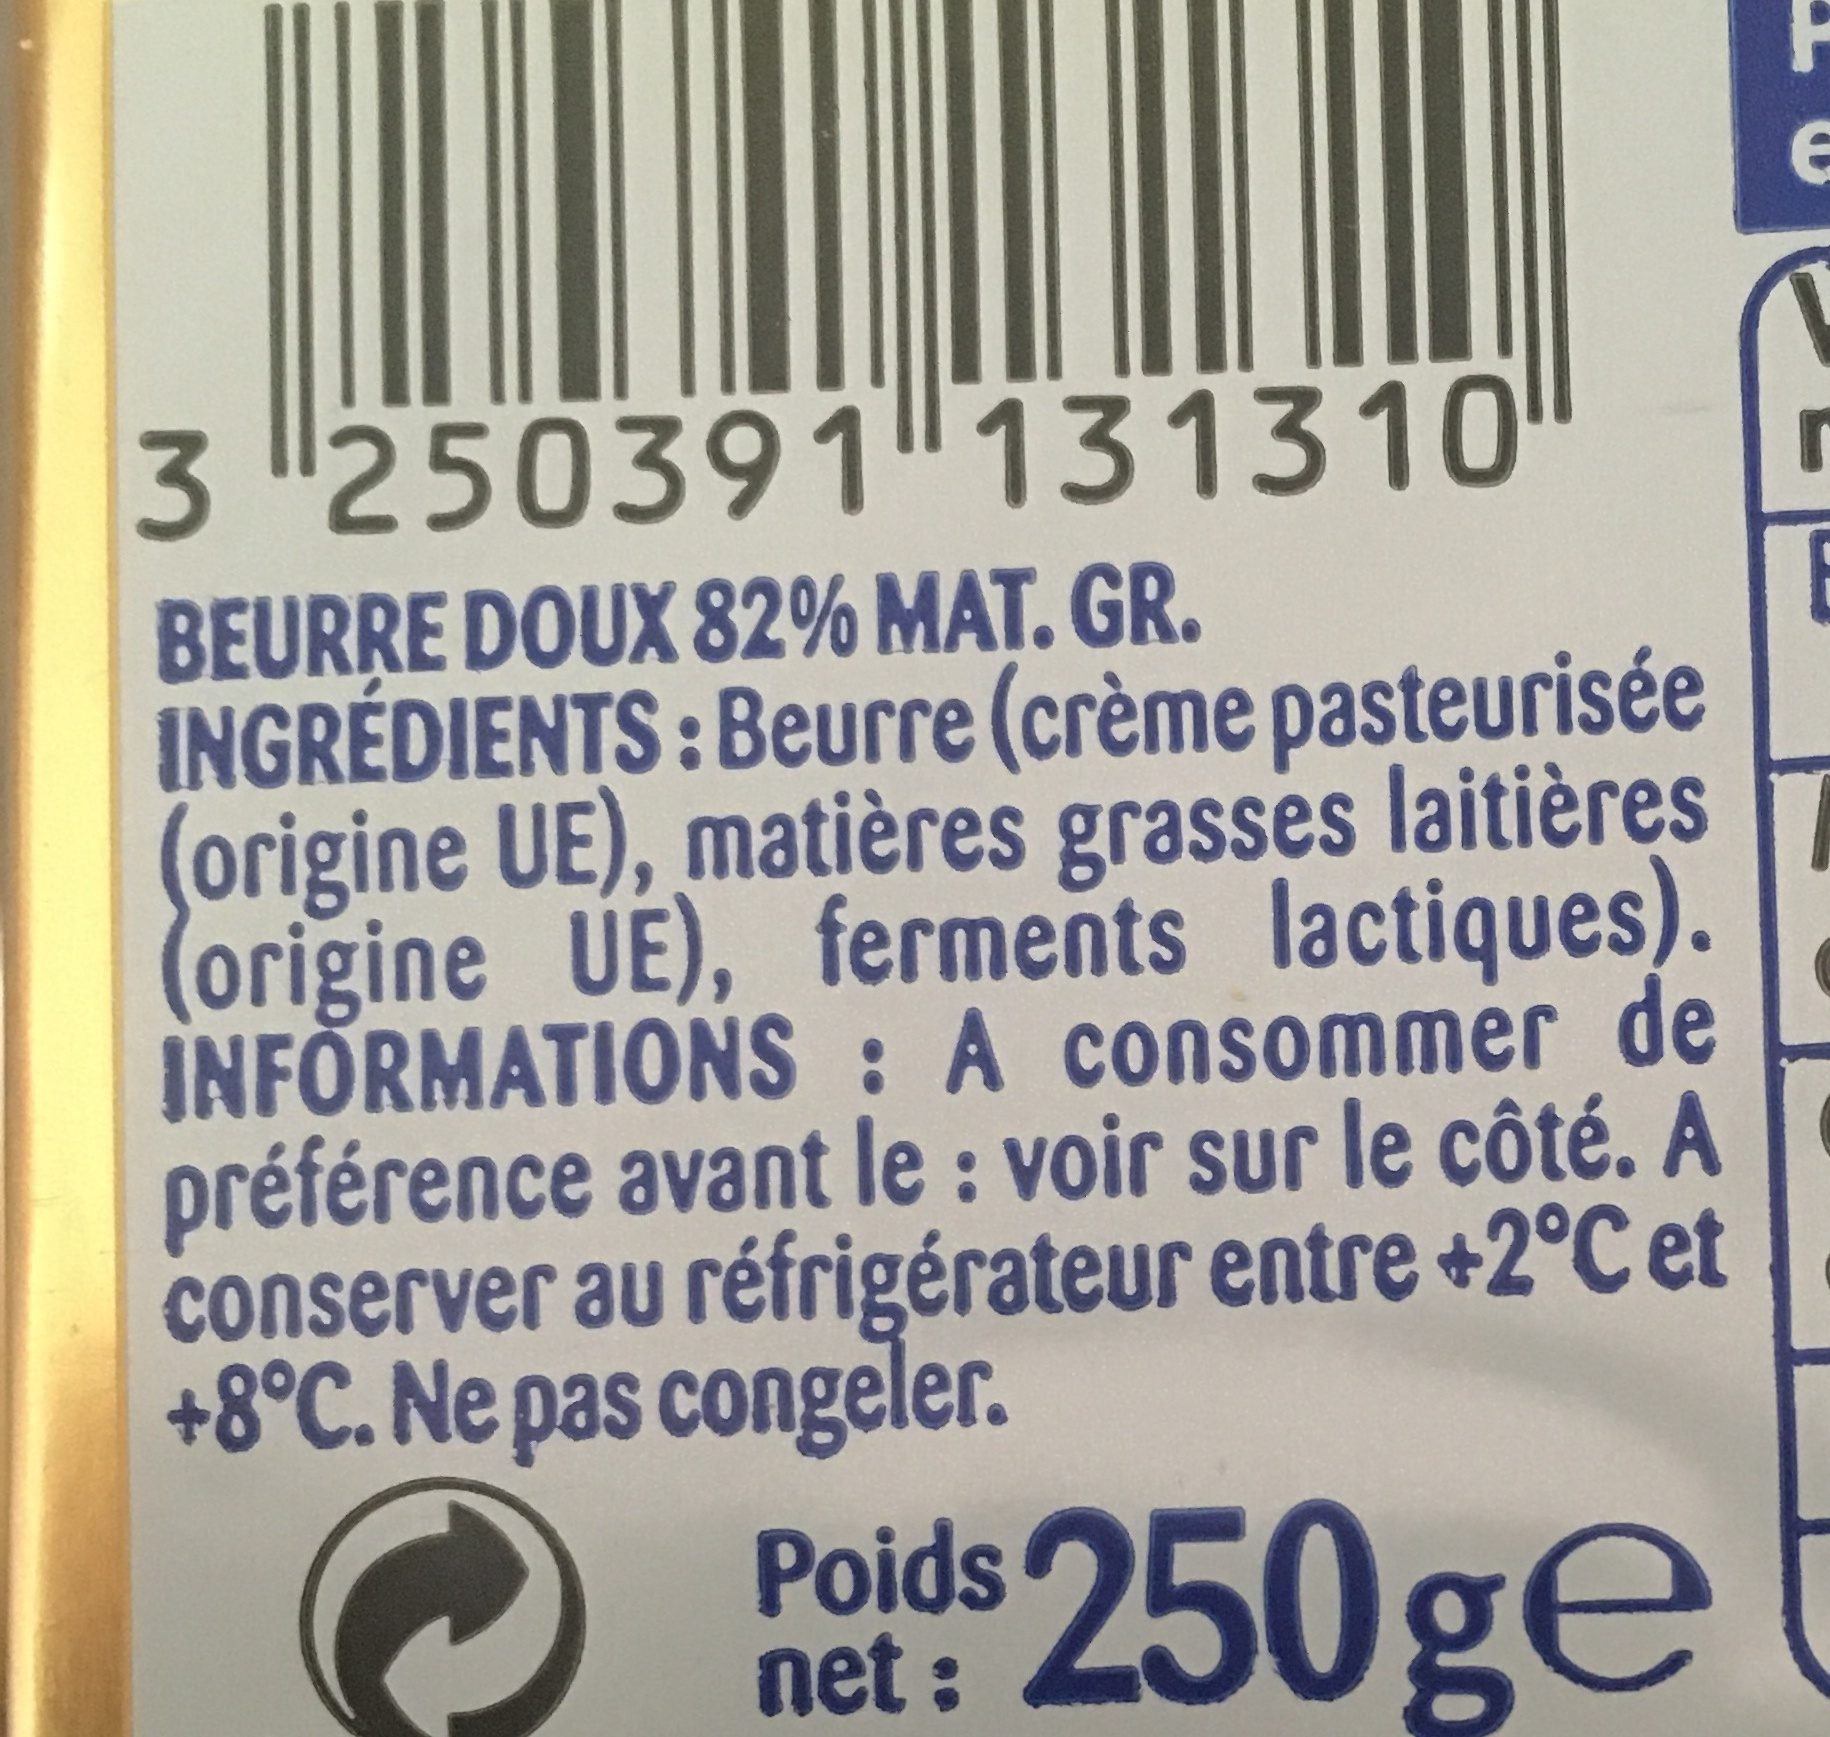 3 250391 131310
BEURRE DOUX 82% MAT. GR.
INGRÉDIENTS : Beurre (crème pasteurisée
(origine UE), matières grasses laitières
(origine UE), ferments lactiques).
INFORMATIONS : A consommer de
préférence avant le : voir sur le côté. A
conserver au réfrigérateur entre +2°C et
+8°C. Ne pas congeler.
Poids
net : 250g e